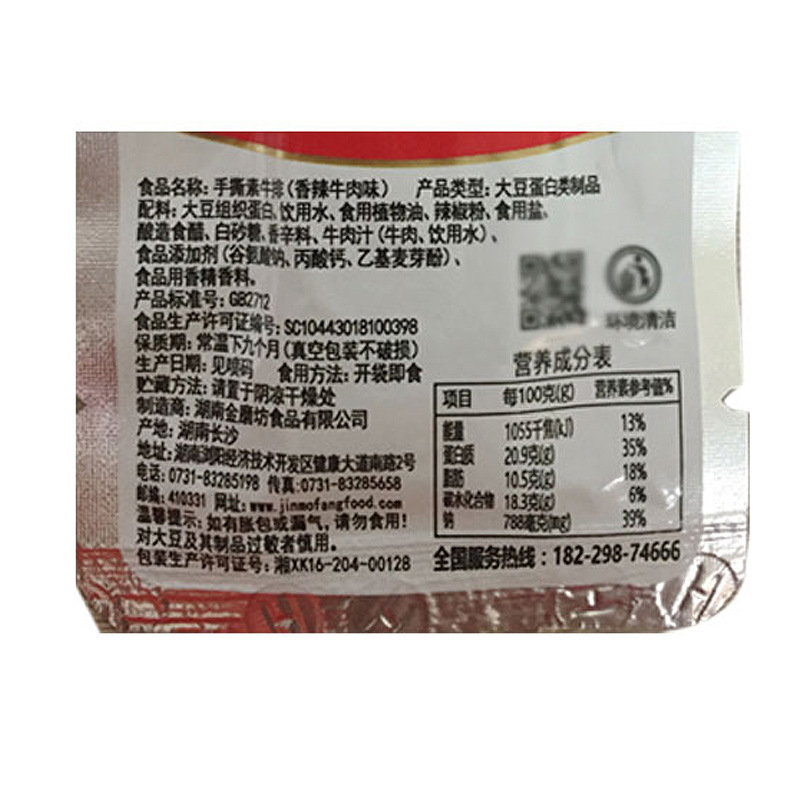 食品名称：手撕素牛排（香辣牛肉味） 产品类型：大豆蛋白类制品
配料：大豆组织蛋白、饮用水、食用植物油、辣椒粉、食用盐、
酿造食醋、白砂糖、香辛料、牛肉汁（牛肉、饮用水）、
食品添加剂（谷氨酸钠、丙酸钙、乙基麦芽酚）、
食品用香精香料。
产品标准号：GB2712
食品生产许可证编号：SC10443018100398
保质期：常温下九个月（真空包装不破损）
生产日期：见喷码 食用方法：开袋即食
贮藏方法：请置于阴凉干燥处
制造商：湖南金磨坊食品有限公司
产地：湖南长沙
地址：湖南浏阳经济技术开发区健康大道南路2号
电话：0731-83285198 传真：0731-83285658
邮编：410331 网址：www.jinmofangfood.com
温馨提示：如有胀包或漏气，请勿食用！
对大豆及其制品过敏者慎用。
包装生产许可证号：湘XK16-204-00128
环境清洁
营养成分表
项目 每100克(g) 营养素参考值%
能量 1055千焦(kJ) 13%
蛋白质 20.9克(g) 35%
脂肪 10.5克(g) 18%
碳水化合物 18.3克(g) 6%
钠 788毫克(mg) 39%
全国服务热线：182-298-74666